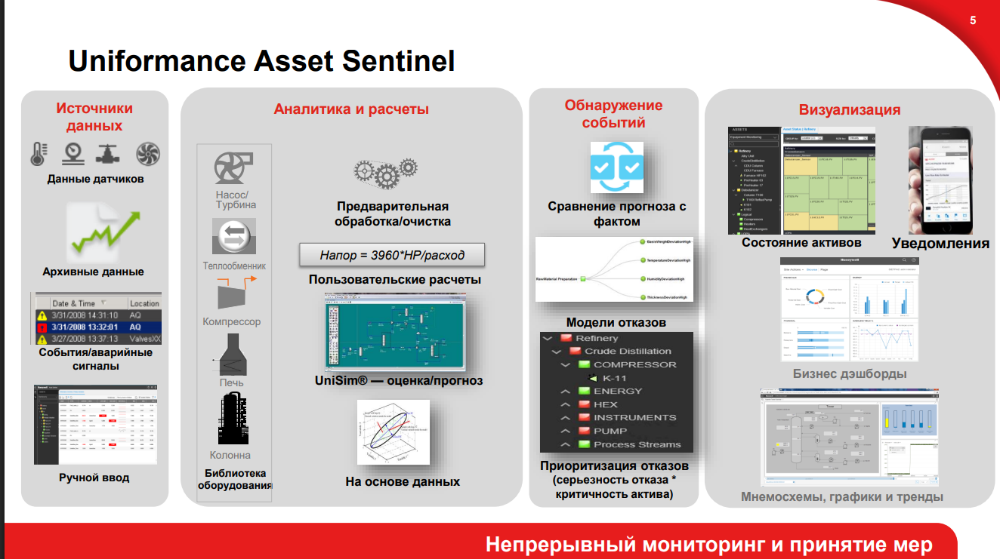 5
Uniformance Asset Sentinel
Источники
данных
Данные датчиков
Архивные данные
Date & Time
Location
3/31/2008 14:31:10
AQ
3/31/2008 13:32:01
AQ
3/27/2008 13:37:13
ValvesXX
События/аварийные
сигналы
Ручной ввод
Аналитика и расчеты
Насос/
Турбина
Теплообменник
Компрессор
Печь
Колонна
Библиотека
оборудования
Предварительная
обработка/очистка
Напор = 3960*HP/расход
Пользовательские расчеты
UniSim® — оценка/прогноз
На основе данных
Обнаружение
событий
Сравнение прогноза с
фактом
RawMaterial Preparation
BasisWeightDeviationHigh
TemperatureDeviationHigh
HumidityDeviationHigh
ThicknessDeviationHigh
Модели отказов
Refinery
Crude Distillation
COMPRESSOR
K-11
ENERGY
HEX
INSTRUMENTS
PUMP
Process Streams
Приоритизация отказов
(серьезность отказа *
критичность актива)
Визуализация
ASSETS
Equipment Monitoring
Refinery
Состояние активов
Уведомления
Honeywell
Бизнес дэшборды
Мнемосхемы, графики и тренды
Непрерывный мониторинг и принятие мер